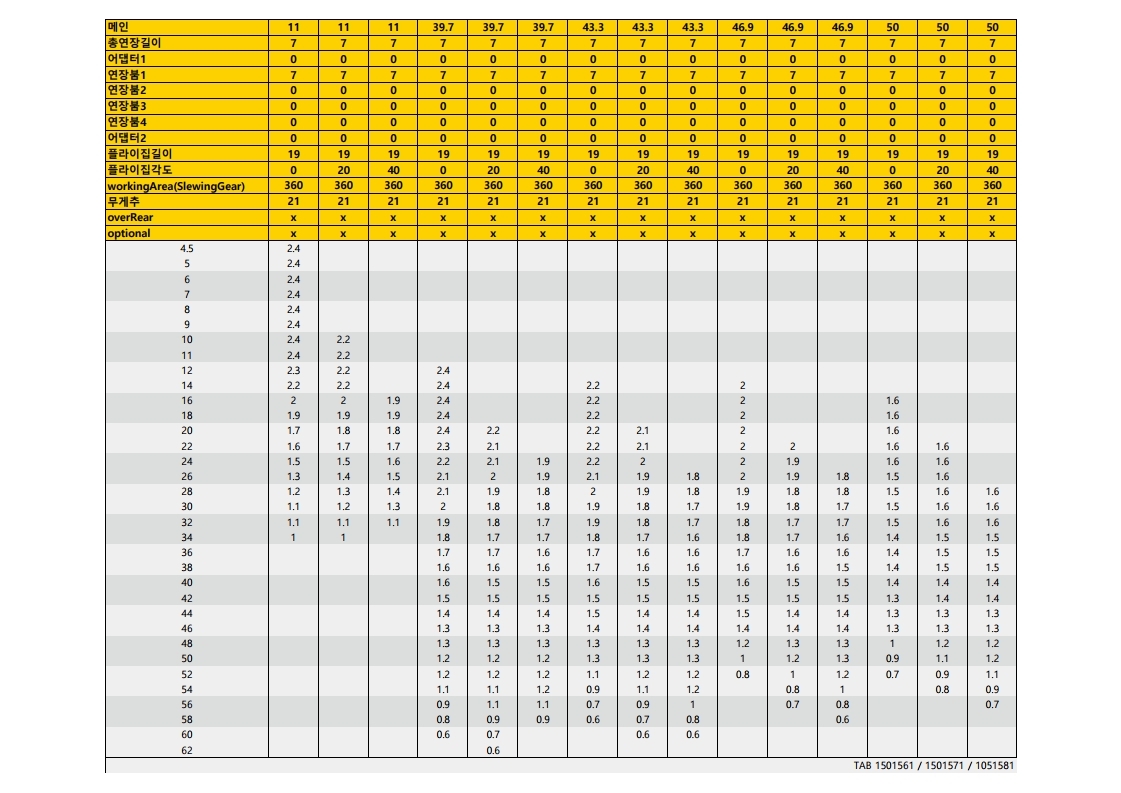 메인 11 11 11 39.7 39.7 39.7 43.3 43.3 43.3 46.9 46.9 46.9 50 50 50
총연장길이 7 7 7 7 7 7 7 7 7 7 7 7 7 7 7
어댑터1 0 0 0 0 0 0 0 0 0 0 0 0 0 0 0
연장붐1 7 7 7 7 7 7 7 7 7 7 7 7 7 7 7
연장붐2 0 0 0 0 0 0 0 0 0 0 0 0 0 0 0
연장붐3 0 0 0 0 0 0 0 0 0 0 0 0 0 0 0
연장붐4 0 0 0 0 0 0 0 0 0 0 0 0 0 0 0
어댑터2 0 0 0 0 0 0 0 0 0 0 0 0 0 0 0
플라이집길이 19 19 19 19 19 19 19 19 19 19 19 19 19 19 19
플라이집각도 0 20 40 0 20 40 0 20 40 0 20 40 0 20 40
workingArea(SlewingGear) 360 360 360 360 360 360 360 360 360 360 360 360 360 360 360
무게추 21 21 21 21 21 21 21 21 21 21 21 21 21 21 21
overRear x x x x x x x x x x x x x x x
optional x x x x x x x x x x x x x x x
4.5 2.4
5 2.4
6 2.4
7 2.4
8 2.4
9 2.4
10 2.4 2.2
11 2.4 2.2
12 2.3 2.2 2.4
14 2.2 2.2 2.4 2.2 2
16 2 2 1.9 2.4 2.2 2 1.6
18 1.9 1.9 1.9 2.4 2.2 2 1.6
20 1.7 1.8 1.8 2.4 2.2 2.2 2.1 2 1.6
22 1.6 1.7 1.7 2.3 2.1 2.2 2.1 2 2 1.6 1.6
24 1.5 1.5 1.6 2.2 2.1 1.9 2.2 2 2 1.9 1.6 1.6
26 1.3 1.4 1.5 2.1 2 1.9 2.1 1.9 1.8 2 1.9 1.8 1.5 1.6
28 1.2 1.3 1.4 2.1 1.9 1.8 2 1.9 1.8 1.9 1.8 1.8 1.5 1.6 1.6
30 1.1 1.2 1.3 2 1.8 1.8 1.9 1.8 1.7 1.9 1.8 1.7 1.5 1.6 1.6
32 1.1 1.1 1.1 1.9 1.8 1.7 1.9 1.8 1.7 1.8 1.7 1.7 1.5 1.6 1.6
34 1 1 1.8 1.7 1.7 1.8 1.7 1.6 1.8 1.7 1.6 1.4 1.5 1.5
36 1.7 1.7 1.6 1.7 1.6 1.6 1.7 1.6 1.6 1.4 1.5 1.5
38 1.6 1.6 1.6 1.7 1.6 1.6 1.6 1.6 1.5 1.4 1.5 1.5
40 1.6 1.5 1.5 1.6 1.5 1.5 1.6 1.5 1.5 1.4 1.4 1.4
42 1.5 1.5 1.5 1.5 1.5 1.5 1.5 1.5 1.5 1.3 1.4 1.4
44 1.4 1.4 1.4 1.5 1.4 1.4 1.5 1.4 1.4 1.3 1.3 1.3
46 1.3 1.3 1.3 1.4 1.4 1.4 1.4 1.4 1.4 1.3 1.3 1.3
48 1.3 1.3 1.3 1.3 1.3 1.3 1.2 1.3 1.3 1 1.2 1.2
50 1.2 1.2 1.2 1.3 1.3 1.3 1 1.2 1.3 0.9 1.1 1.2
52 1.2 1.2 1.2 1.1 1.2 1.2 0.8 1 1.2 0.7 0.9 1.1
54 1.1 1.1 1.2 0.9 1.1 1.2 0.8 1 0.8 0.9
56 0.9 1.1 1.1 0.7 0.9 1 0.7 0.8 0.7
58 0.8 0.9 0.9 0.6 0.7 0.8 0.6
60 0.6 0.7 0.6 0.6
62 0.6
TAB 1501561 / 1501571 / 1051581